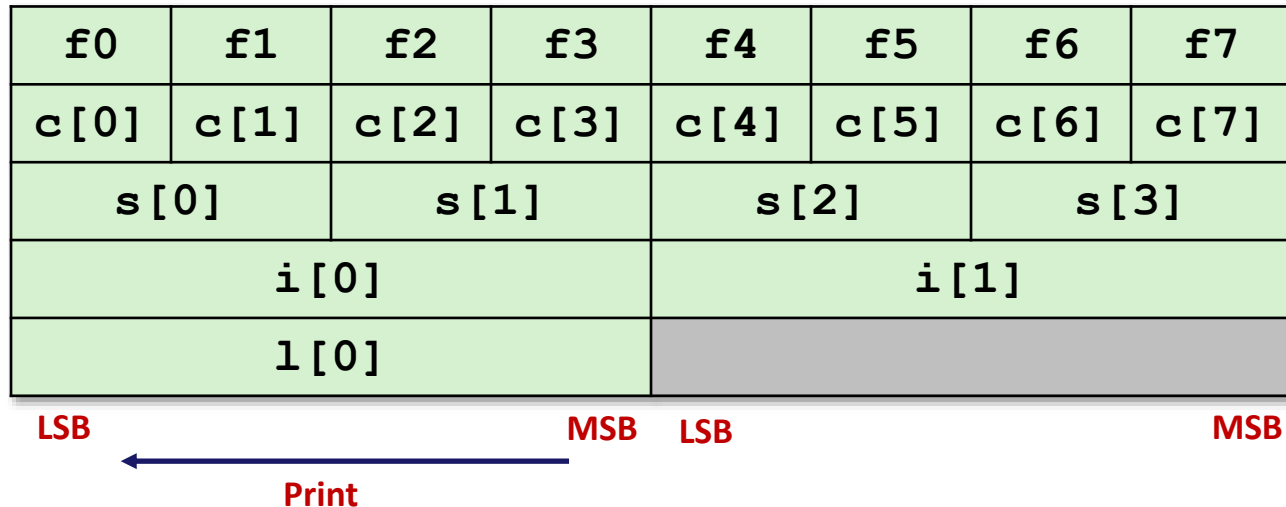 f0 f1 f2 f3 f4 f5 f6 f7
c[0] c[1] c[2] c[3] c[4] c[5] c[6] c[7]
s[0] s[1] s[2] s[3]
i[0] i[1]
l[0]
LSB MSB LSB MSB
Print